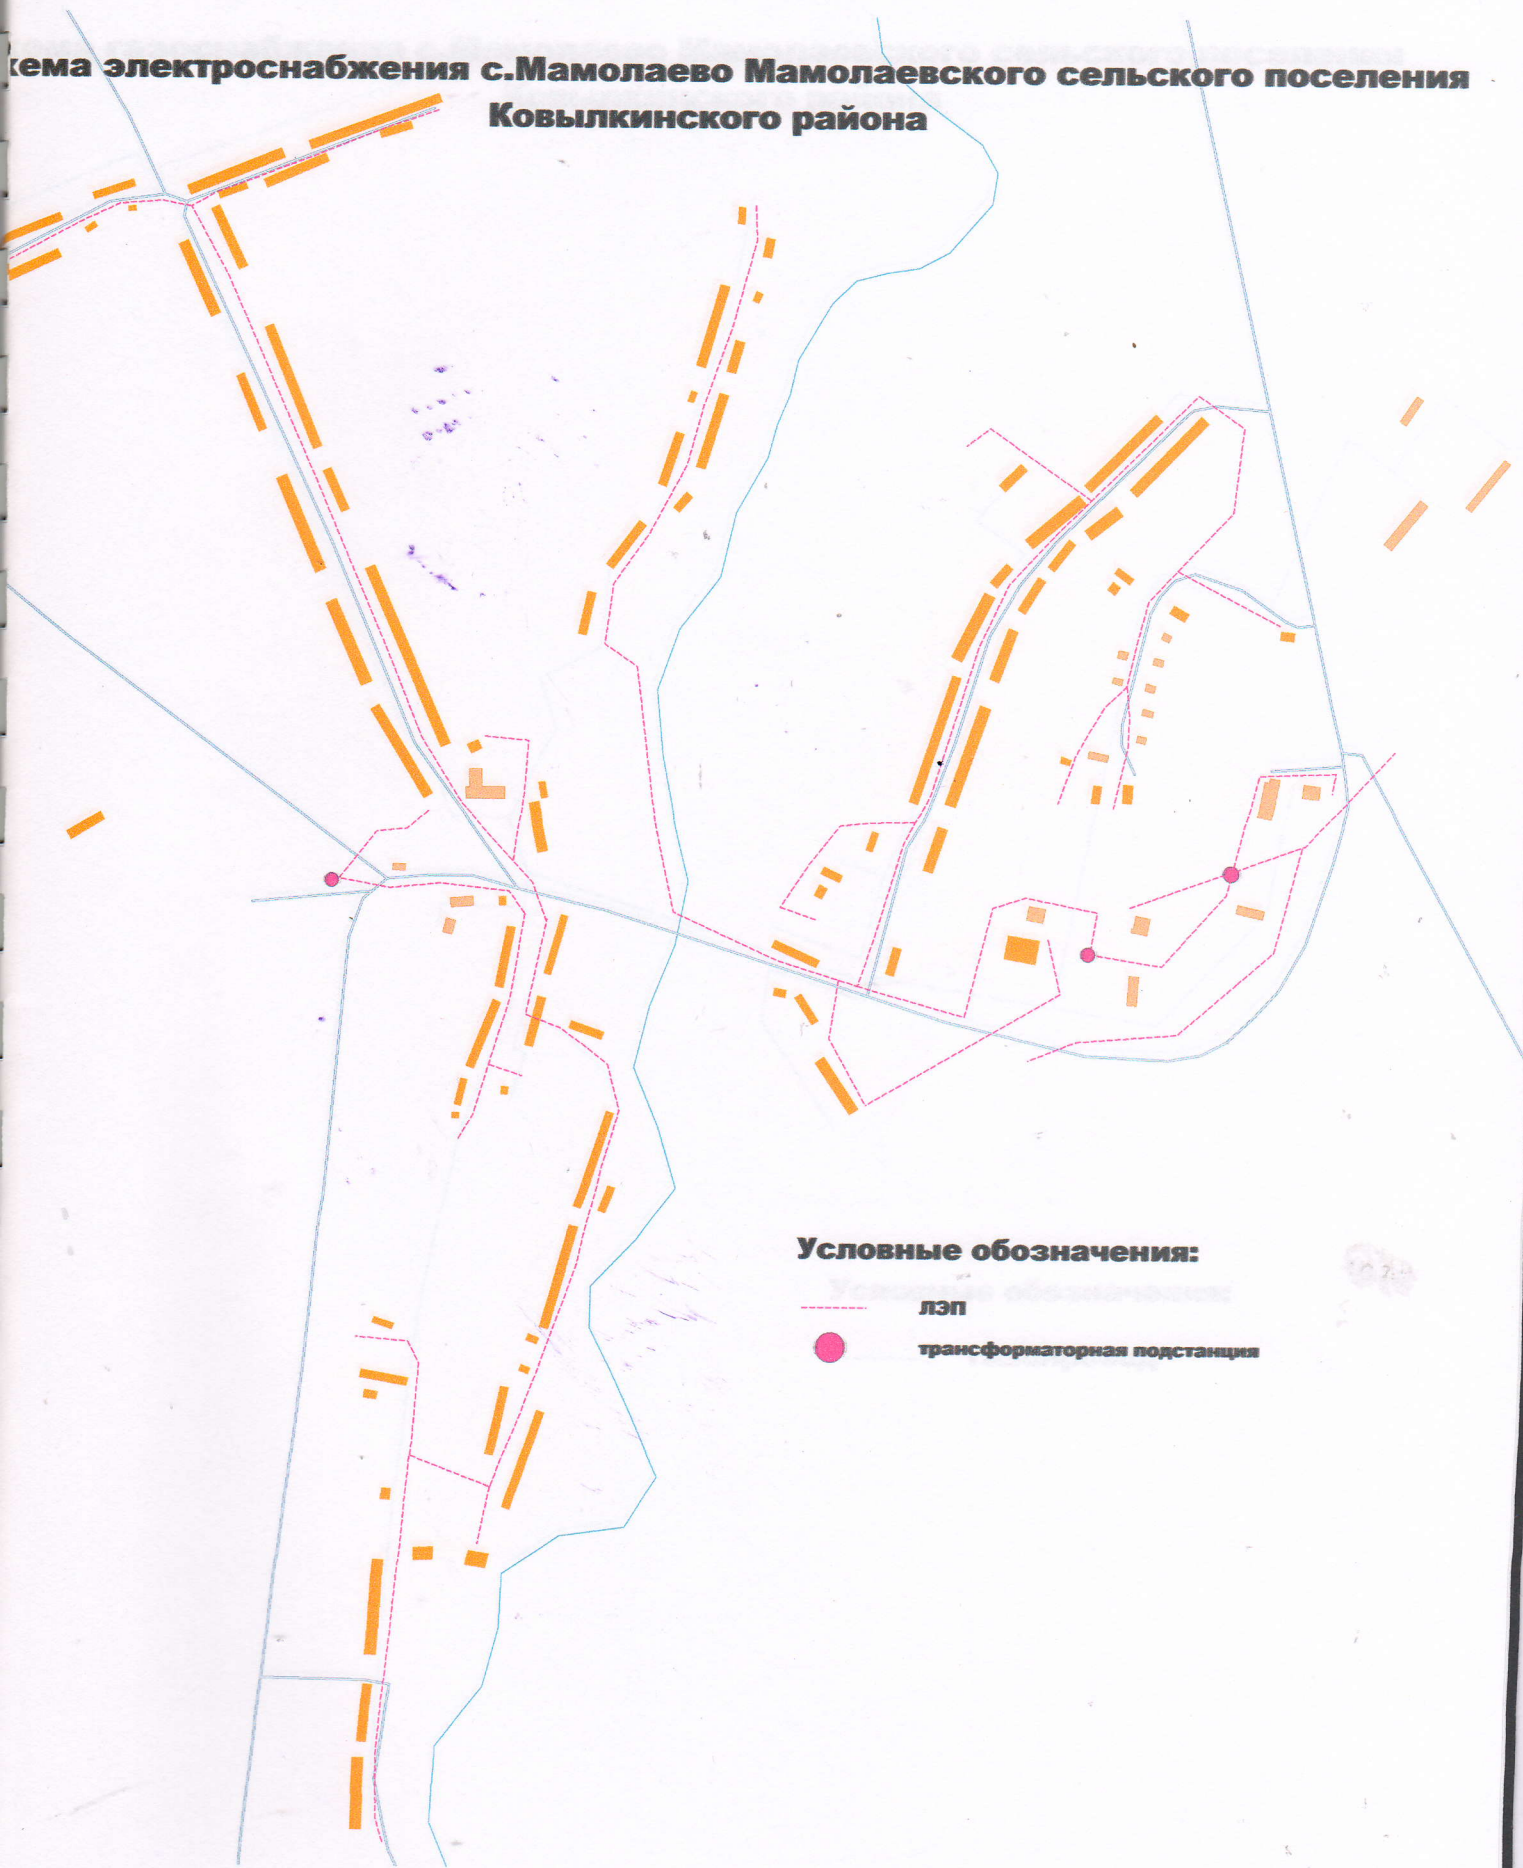 хема электроснабжения с.Мамолаево Мамолаевского сельского поселения
Ковылкинского района
Условные обозначения:
ЛЭП
трансформаторная подстанция